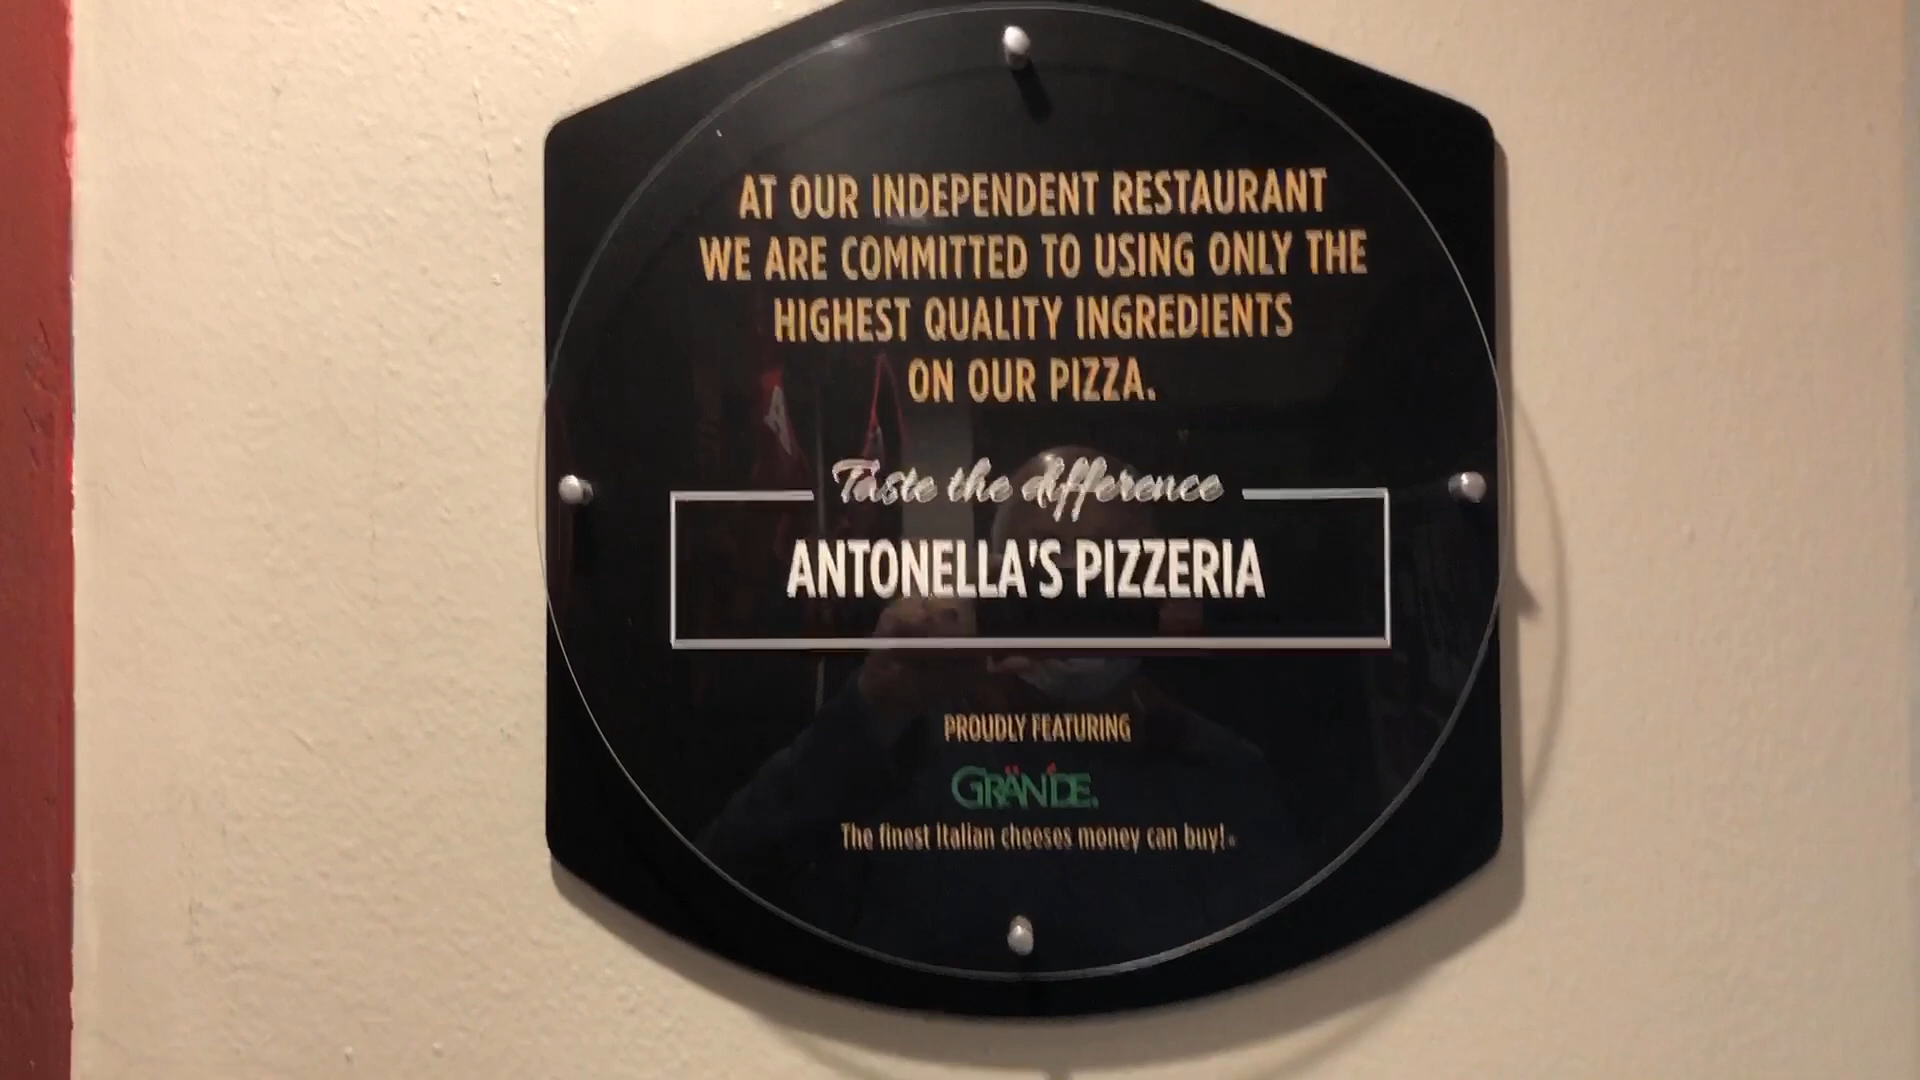 AT OUR INDEPENDENT RESTAURANT
WE ARE COMMITTED TO USING ONLY THE
HIGHEST QUALITY INGREDIENTS
ON OUR PIZZA.
Taste the difference
ANTONELLA'S PIZZERIA
PROUDLY FEATURING
GRANDE.
The finest Italian cheeses money can buy!